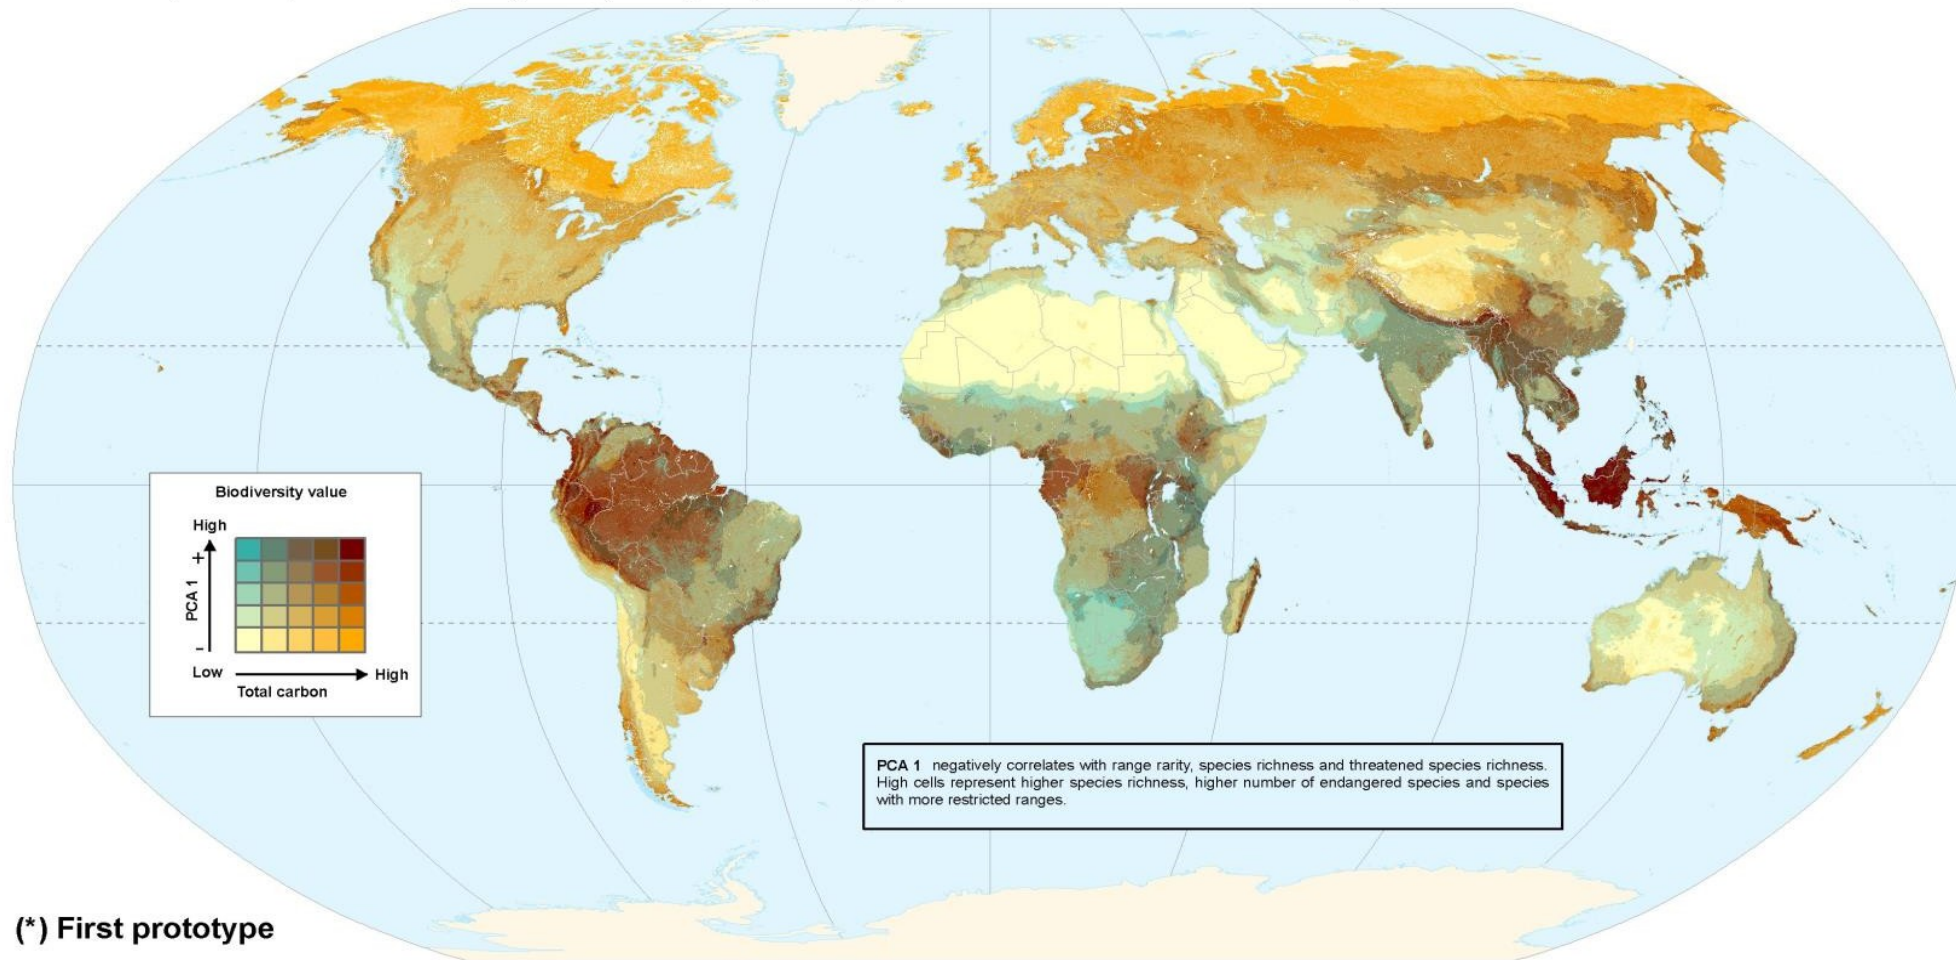 Biodiversity value
High
+
PCA 1
-
Low
High
Total carbon
PCA 1 negatively correlates with range rarity, species richness and threatened species richness.
High cells represent higher species richness, higher number of endangered species and species
with more restricted ranges.
(*) First prototype